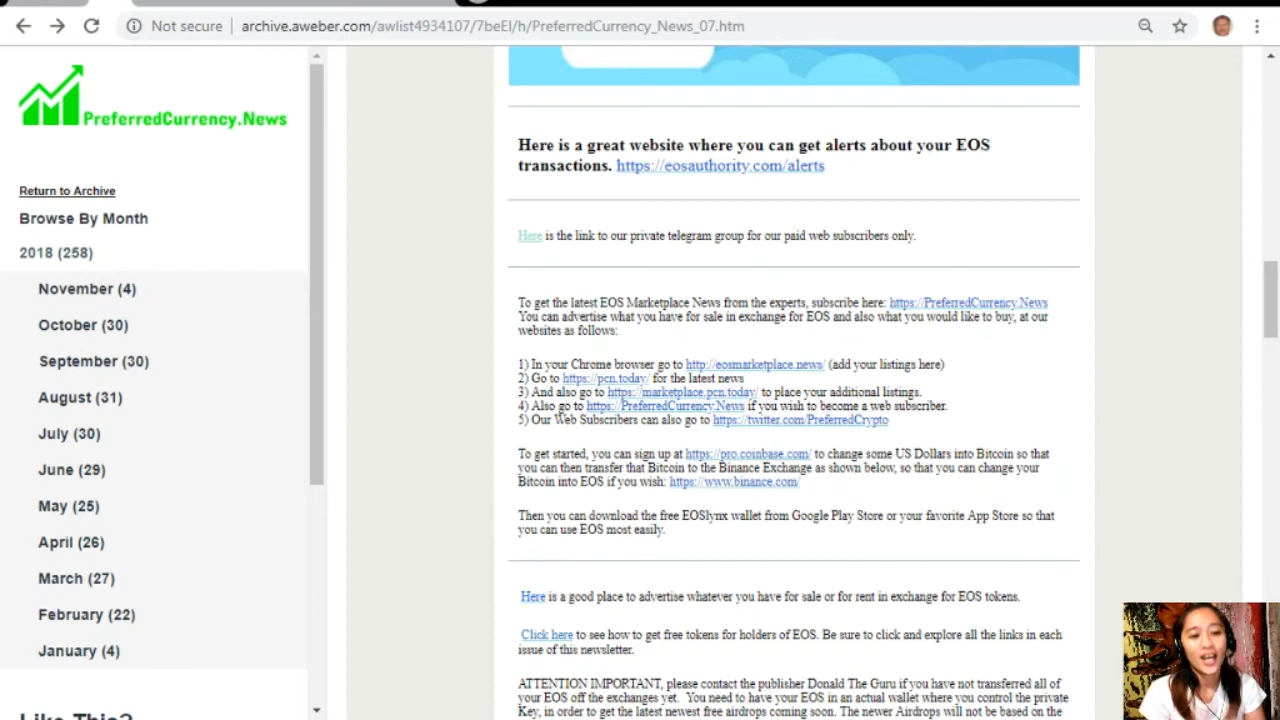 Not secure | archive.aweber.com/awlist4934107/7beEI/h/PreferredCurrency_News_07.htm
PreferredCurrency.News
Return to Archive
Browse By Month
2018 (258)
November (4)
October (30)
September (30)
August (31)
July (30)
June (29)
May (25)
April (26)
March (27)
February (22)
January (4)
Like This?
Here is a great website where you can get alerts about your EOS
transactions. https://eosauthority.com/alerts
Here is the link to our private telegram group for our paid web subscribers only.
To get the latest EOS Marketplace News from the experts, subscribe here: https://PreferredCurrency.News
You can advertise what you have for sale in exchange for EOS and also what you would like to buy, at our
websites as follows:
1) In your Chrome browser go to http://eosmarketplace.news/ (add your listings here)
2) Go to https://pcn.today/ for the latest news
3) And also go to https://marketplace.pcn.today/ to place your additional listings.
4) Also go to https://PreferredCurrency.News if you wish to become a web subscriber.
5) Our Web Subscribers can also go to https://twitter.com/PreferredCrypto
To get started, you can sign up at https://pro.coinbase.com/ to change some US Dollars into Bitcoin so that
you can then transfer that Bitcoin to the Binance Exchange as shown below, so that you can change your
Bitcoin into EOS if you wish: https://www.binance.com/
Then you can download the free EOSlynx wallet from Google Play Store or your favorite App Store so that
you can use EOS most easily.
Here is a good place to advertise whatever you have for sale or for rent in exchange for EOS tokens.
Click here to see how to get free tokens for holders of EOS. Be sure to click and explore all the links in each
issue of this newsletter.
ATTENTION IMPORTANT, please contact the publisher Donald The Guru if you have not transferred all of
your EOS off the exchanges yet. You need to have your EOS in an actual wallet where you control the private
Key, in order to get the latest newest free airdrops coming soon. The newer Airdrops will not be based on the